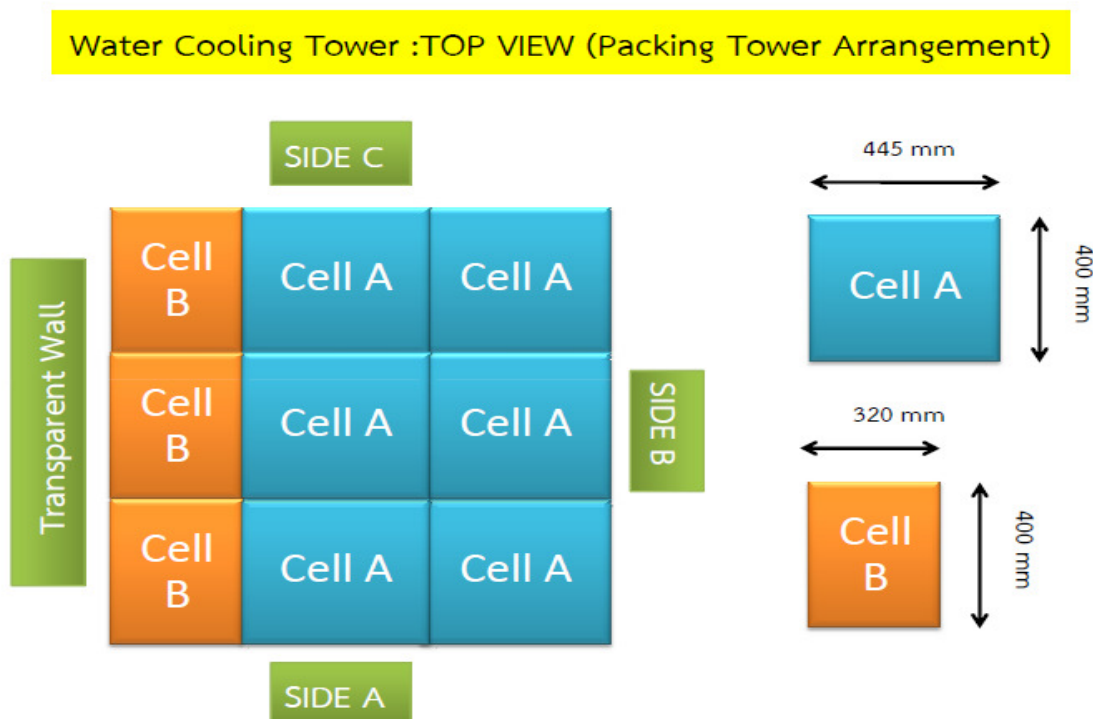 Water Cooling Tower :TOP VIEW (Packing Tower Arrangement)
SIDE C
Transparent Wall
Cell
B
Cell A
Cell A
Cell
B
Cell A
Cell A
Cell
B
Cell A
Cell A
SIDE B
SIDE A
445 mm
Cell A
400 mm
320 mm
Cell
B
400 mm